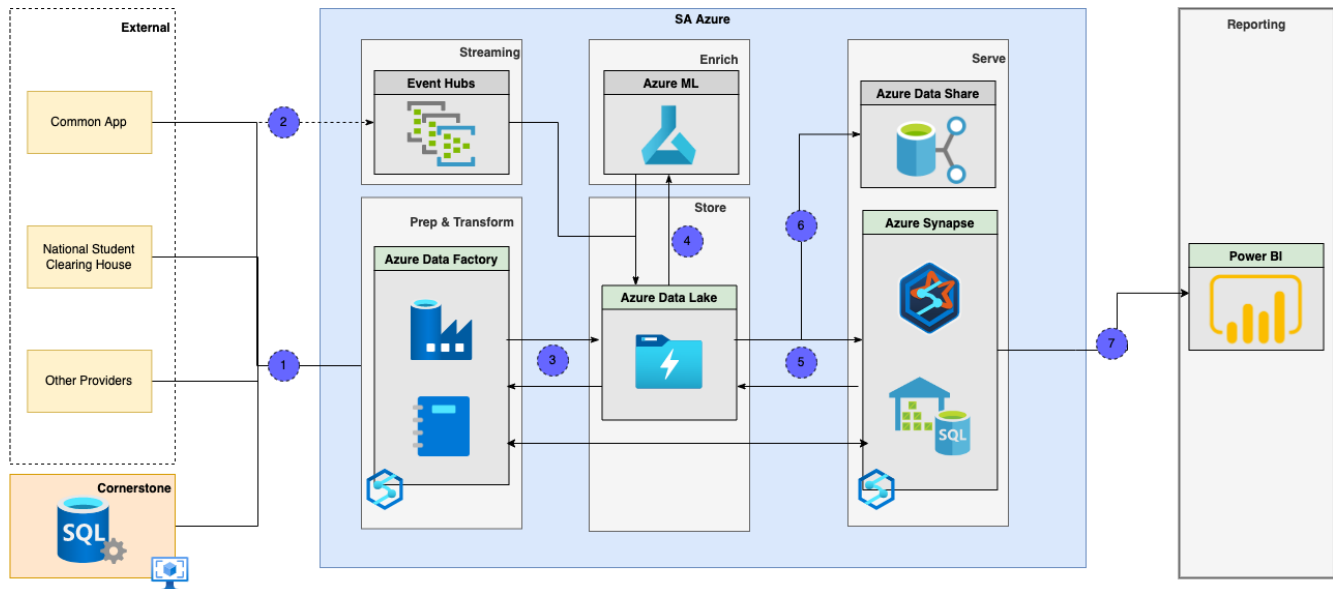 External
Common App
National Student
Clearing House
Other Providers
Cornerstone
SQL
1
2
SA Azure
Streaming
Event Hubs
Prep & Transform
Azure Data Factory
3
Enrich
Azure ML
Store
4
Azure Data Lake
5
6
Serve
Azure Data Share
Azure Synapse
SQL
7
Reporting
Power BI